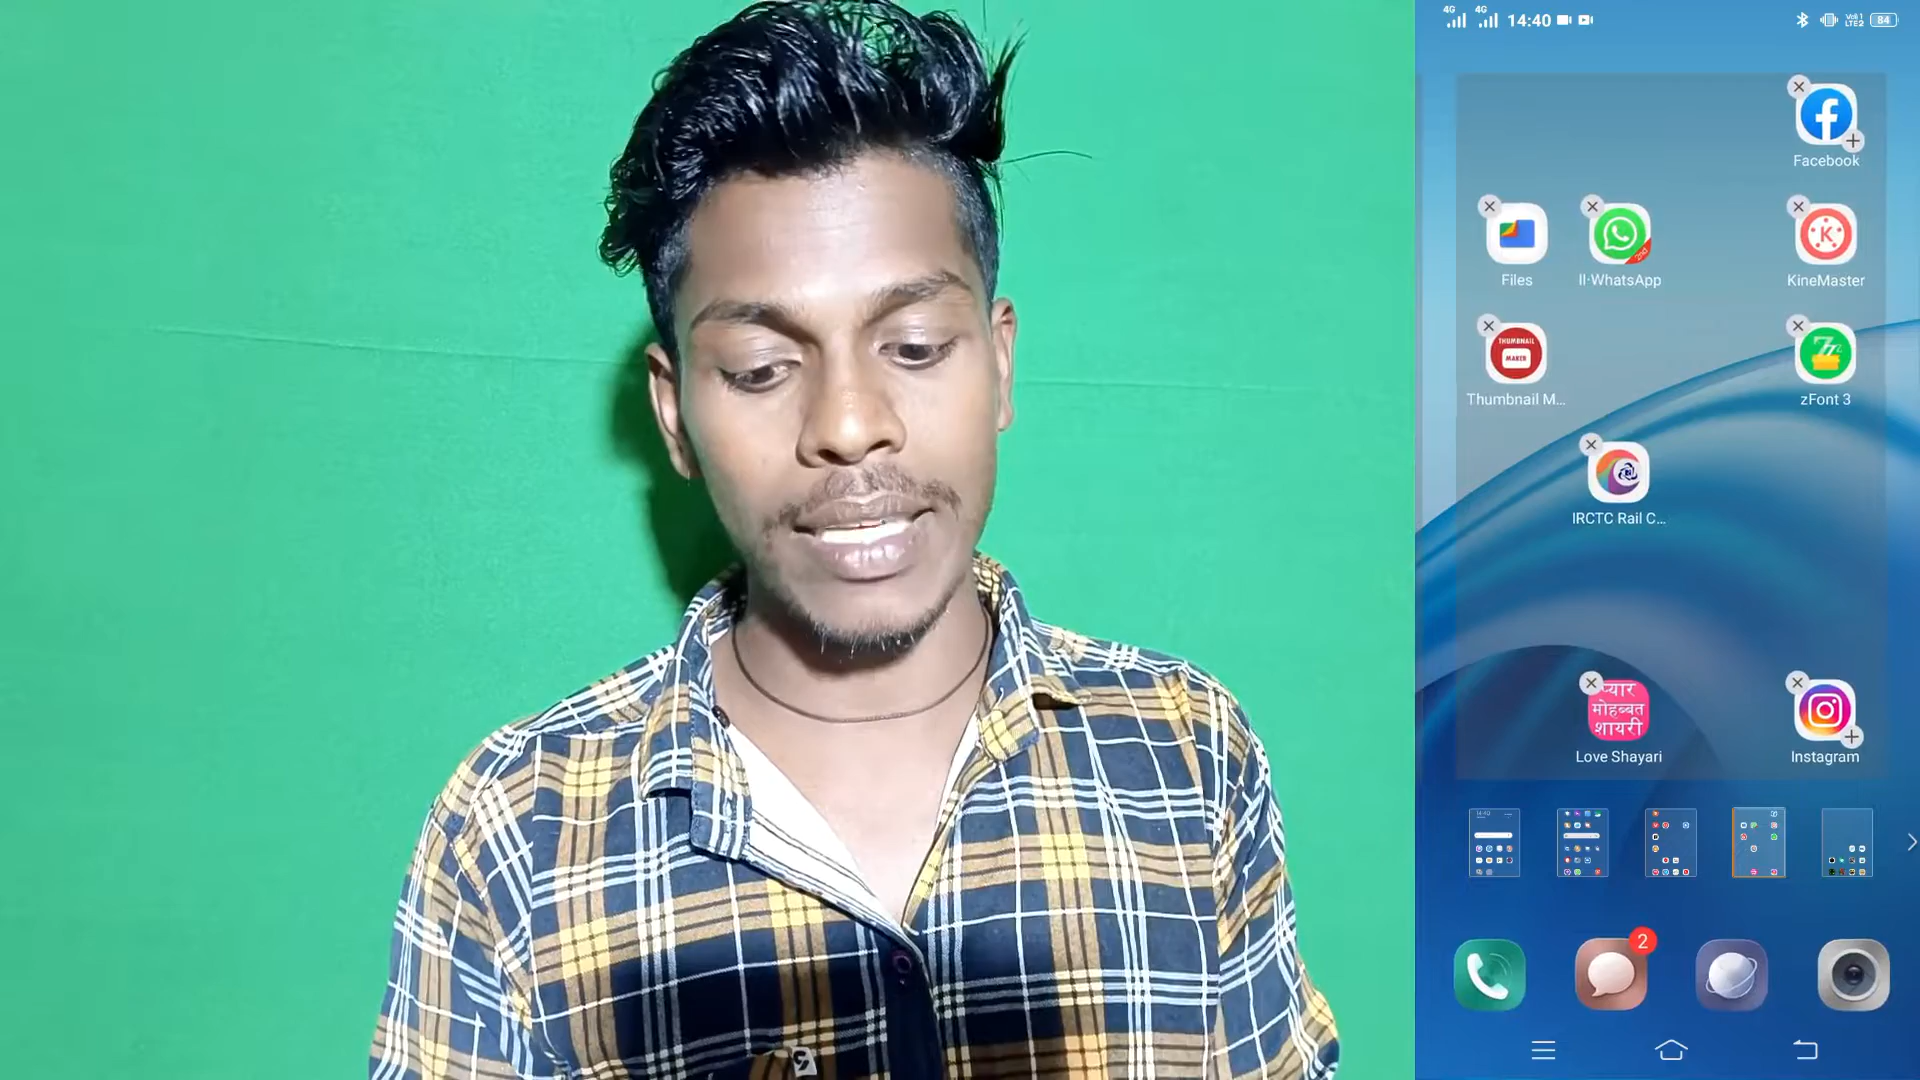 4G 4G 14:40 84
Facebook
Files
II·WhatsApp
KineMaster
THUMBNAIL
MAKER
Thumbnail M...
zFont 3
IRCTC Rail C...
प्यार
मोहब्बत
शायरी
Love Shayari
Instagram
2